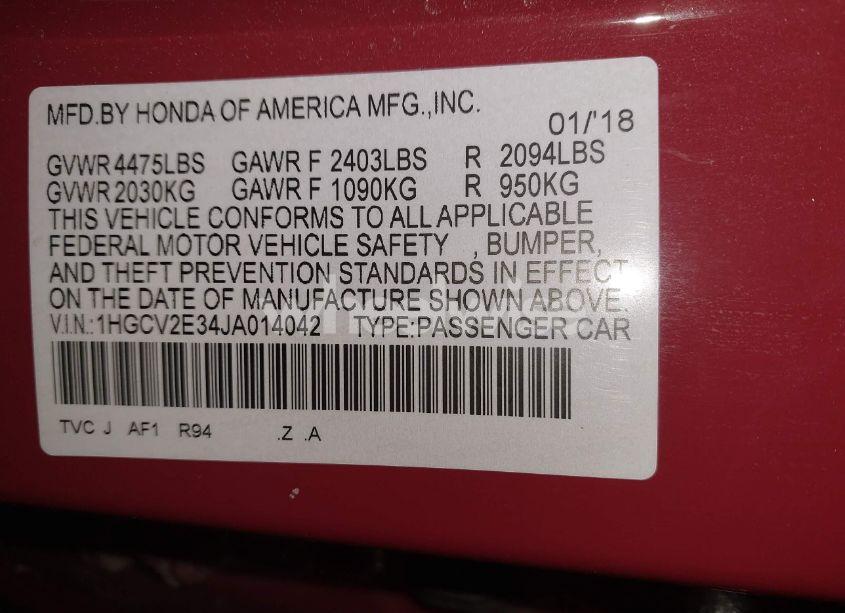 MFD.BY HONDA OF AMERICA MFG.,INC.
01/'18
GVWR 4475LBS GAWR F 2403LBS R 2094LBS
GVWR 2030KG GAWR F 1090KG R 950KG
THIS VEHICLE CONFORMS TO ALL APPLICABLE
FEDERAL MOTOR VEHICLE SAFETY , BUMPER,
AND THEFT PREVENTION STANDARDS IN EFFECT
ON THE DATE OF MANUFACTURE SHOWN ABOVE.
V.I.N.:1HGCV2E34JA014042 TYPE:PASSENGER CAR
TVC J AF1 R94 .Z .A